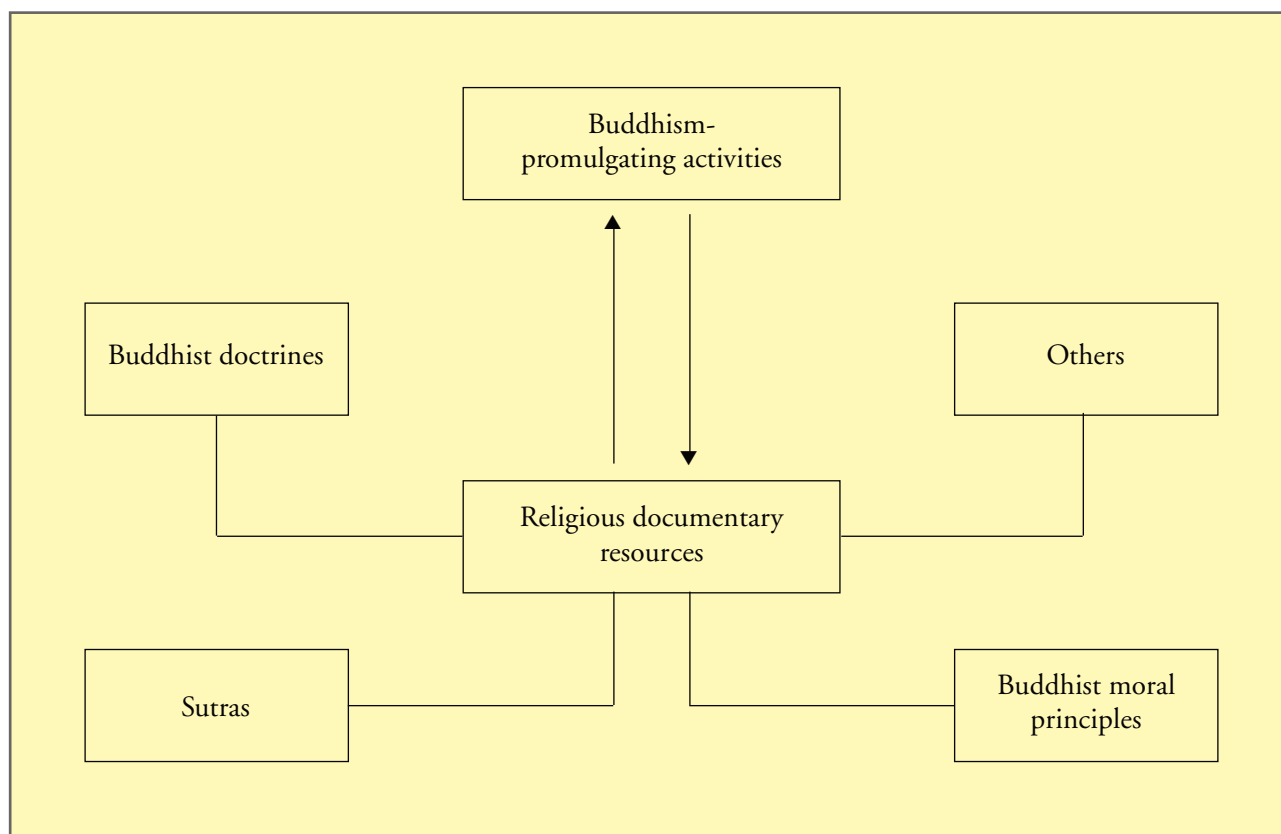 Buddhism-
promulgating activities
Buddhist doctrines
Others
Religious documentary
resources
Sutras
Buddhist moral
principles